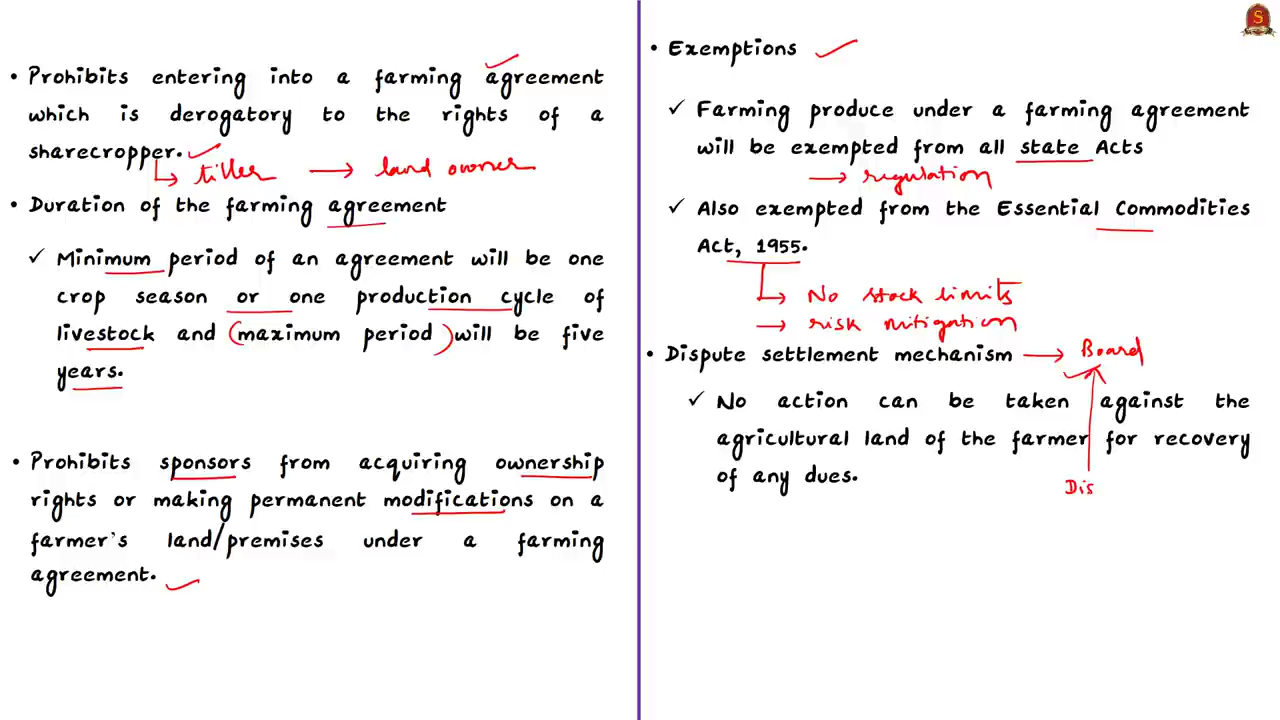 • Prohibits entering into a farming agreement
which is derogatory to the rights of a
sharecropper.
tiller → land owner
• Duration of the farming agreement
✓ Minimum period of an agreement will be one
crop season or one production cycle of
livestock and (maximum period) will be five
years.
• Prohibits sponsors from acquiring ownership
rights or making permanent modifications on a
farmer's land/premises under a farming
agreement.
• Exemptions
✓ Farming produce under a farming agreement
will be exempted from all state Acts
→ regulation
✓ Also exempted from the Essential Commodities
Act, 1955.
→ No stock limits
→ risk mitigation
• Dispute settlement mechanism → Board
✓ No action can be taken against the
agricultural land of the farmer for recovery
of any dues.
Dis
S